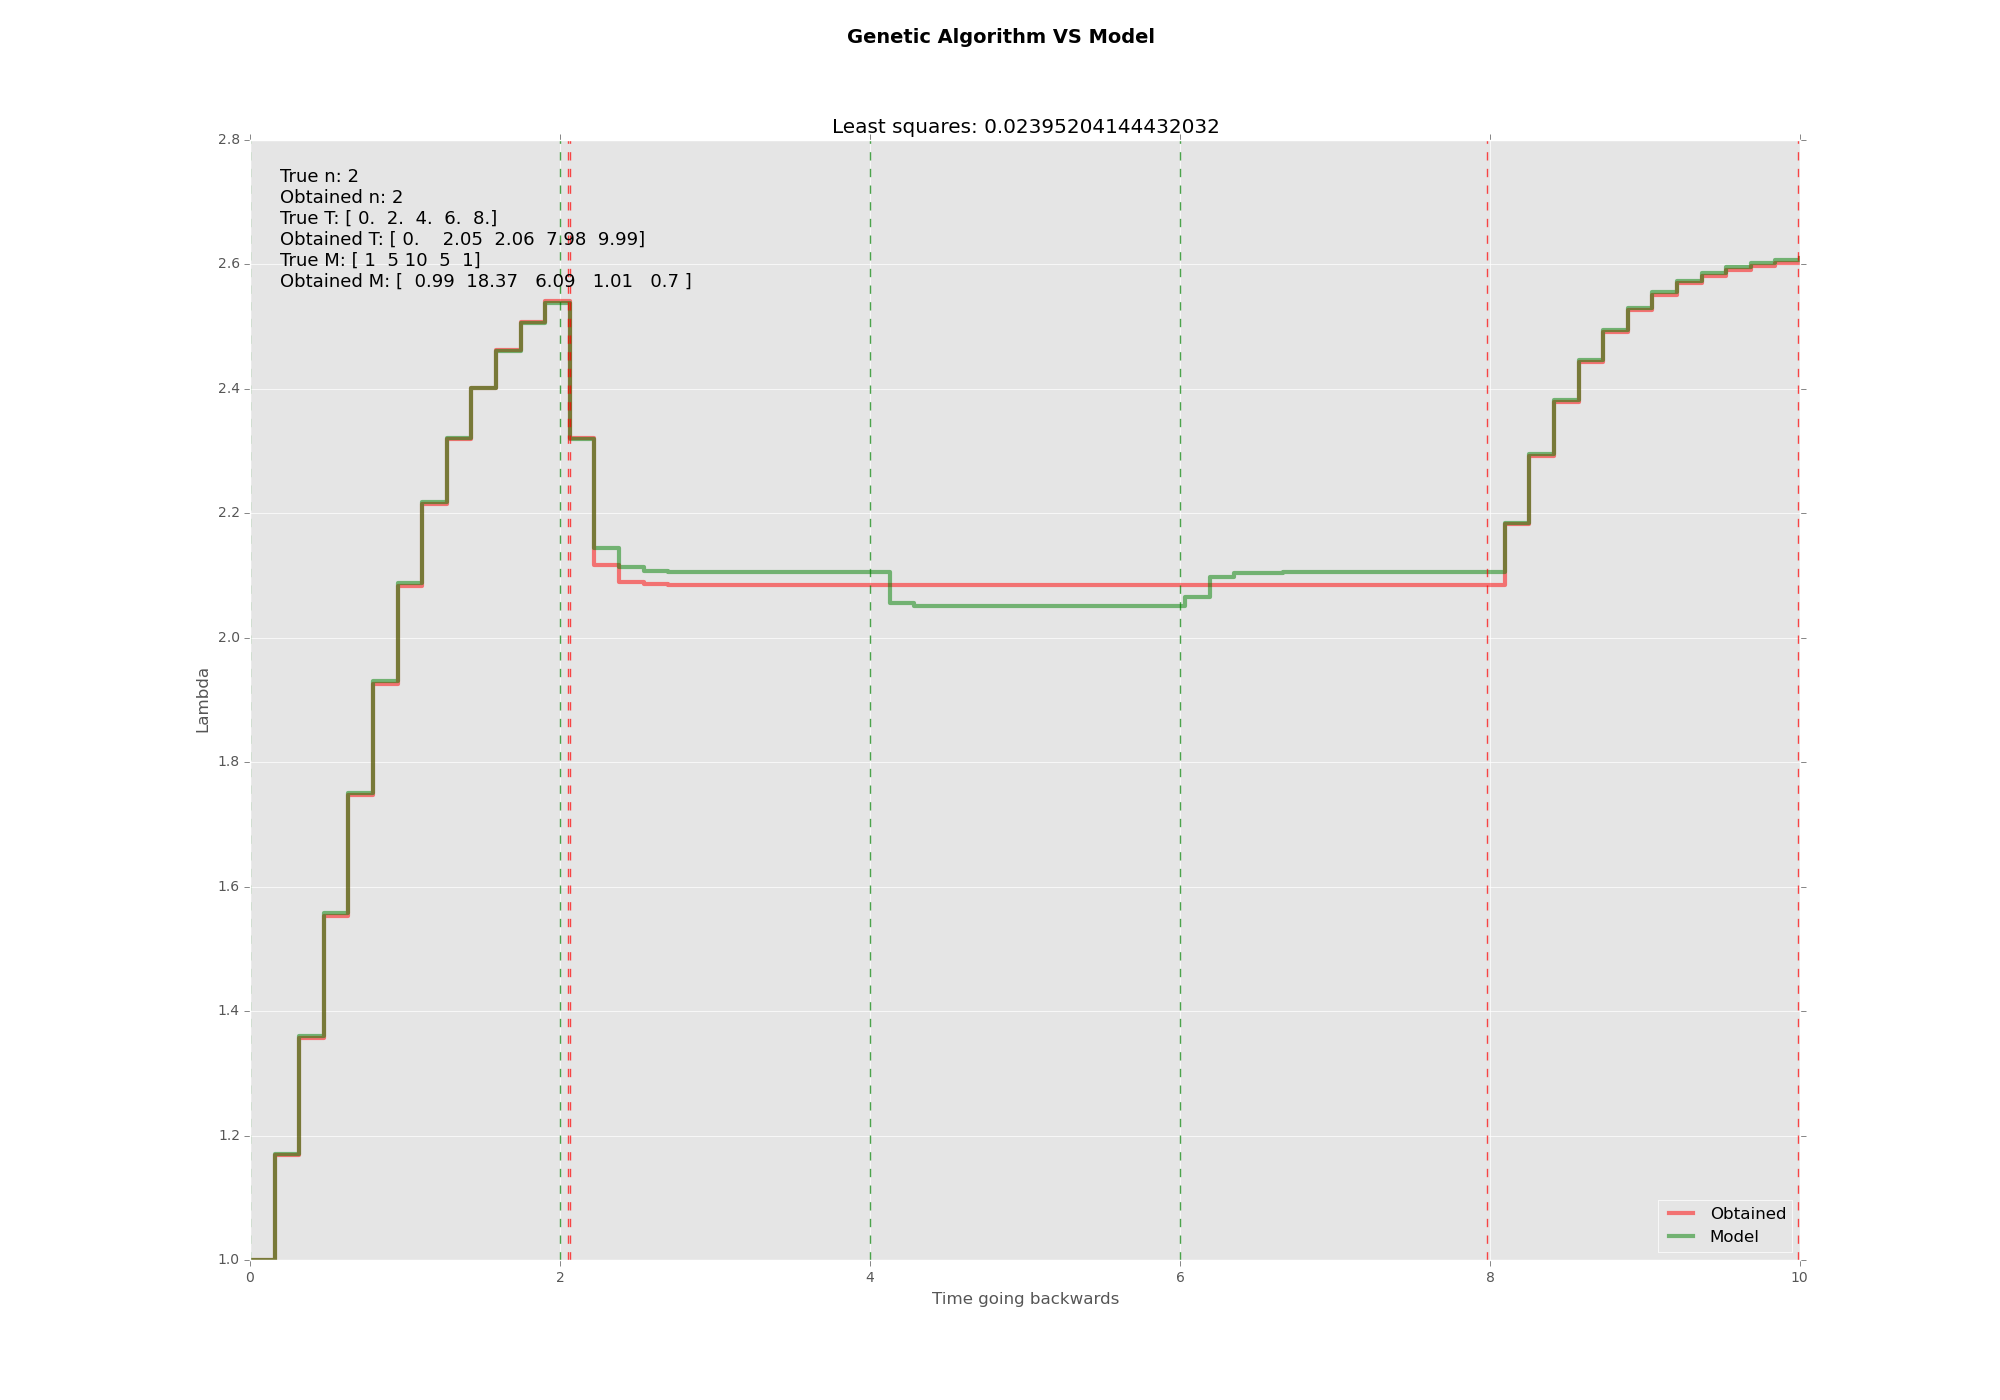 Genetic Algorithm VS Model
Least squares: 0.02395204144432032
2.8
True n: 2
Obtained n: 2
True T: [ 0. 2. 4. 6. 8.]
Obtained T: [ 0. 2.05 2.06 7.98 9.99]
True M: [ 1 5 10 5 1]
Obtained M: [ 0.99 18.37 6.09 1.01 0.7 ]
2.6
2.4
2.2
2.0
1.8
1.6
1.4
1.2
1.0
Lambda
Obtained
Model
0 2 4 6 8 10
Time going backwards